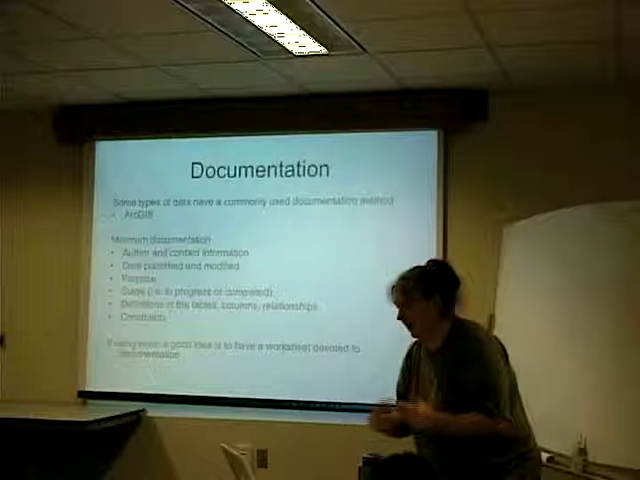 Documentation
Some types of data have a commonly used documentation method
• ArcGIS
Minimum documentation
• Author and contact information
• Date published and modified
• Purpose
• Stage (i.e. in progress or completed)
• Definitions of the tables, columns, relationships
• Constraints
If using excel a good idea is to have a worksheet devoted to
documentation